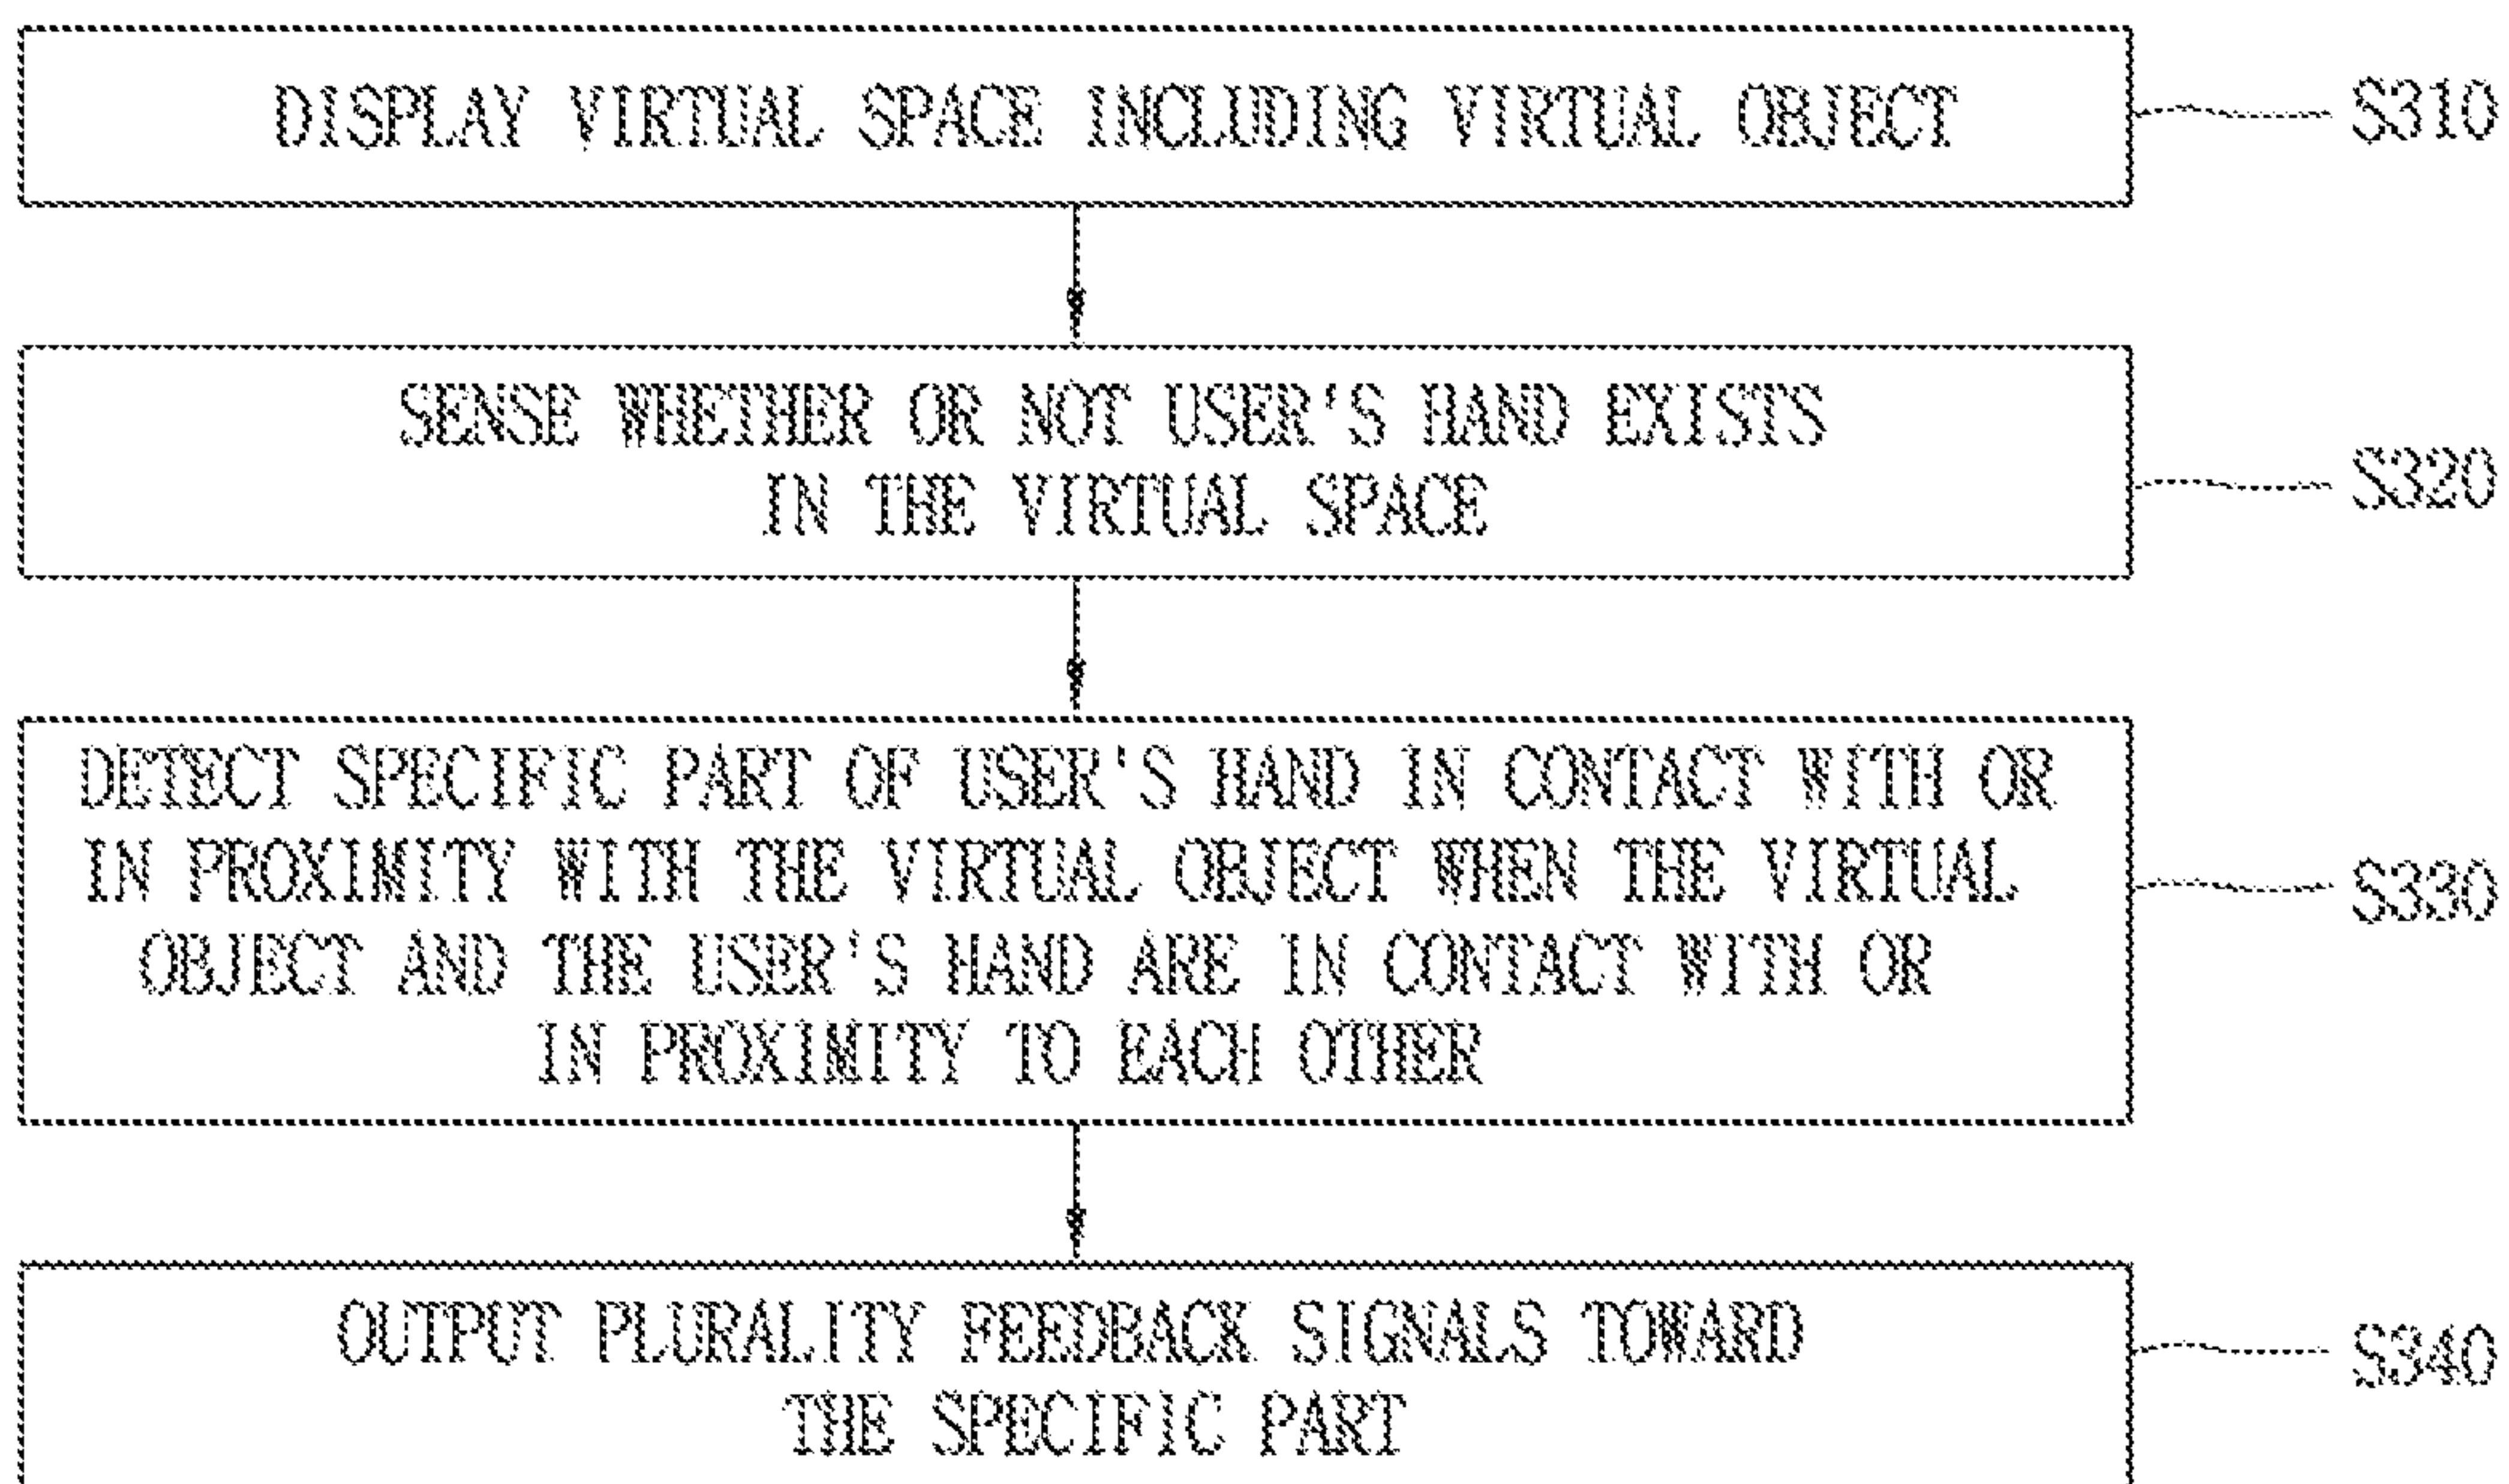 DISPLAY VIRTUAL SPACE INCLUDING VIRTUAL OBJECT
S310
SENSE WHETHER OR NOT USER'S HAND EXISTS
IN THE VIRTUAL SPACE
S320
DETECT SPECIFIC PART OF USER'S HAND IN CONTACT WITH OR
IN PROXIMITY WITH THE VIRTUAL OBJECT WHEN THE VIRTUAL
OBJECT AND THE USER'S HAND ARE IN CONTACT WITH OR
IN PROXIMITY TO EACH OTHER
S330
OUTPUT PLURALITY FEEDBACK SIGNALS TOWARD
THE SPECIFIC PART
S340